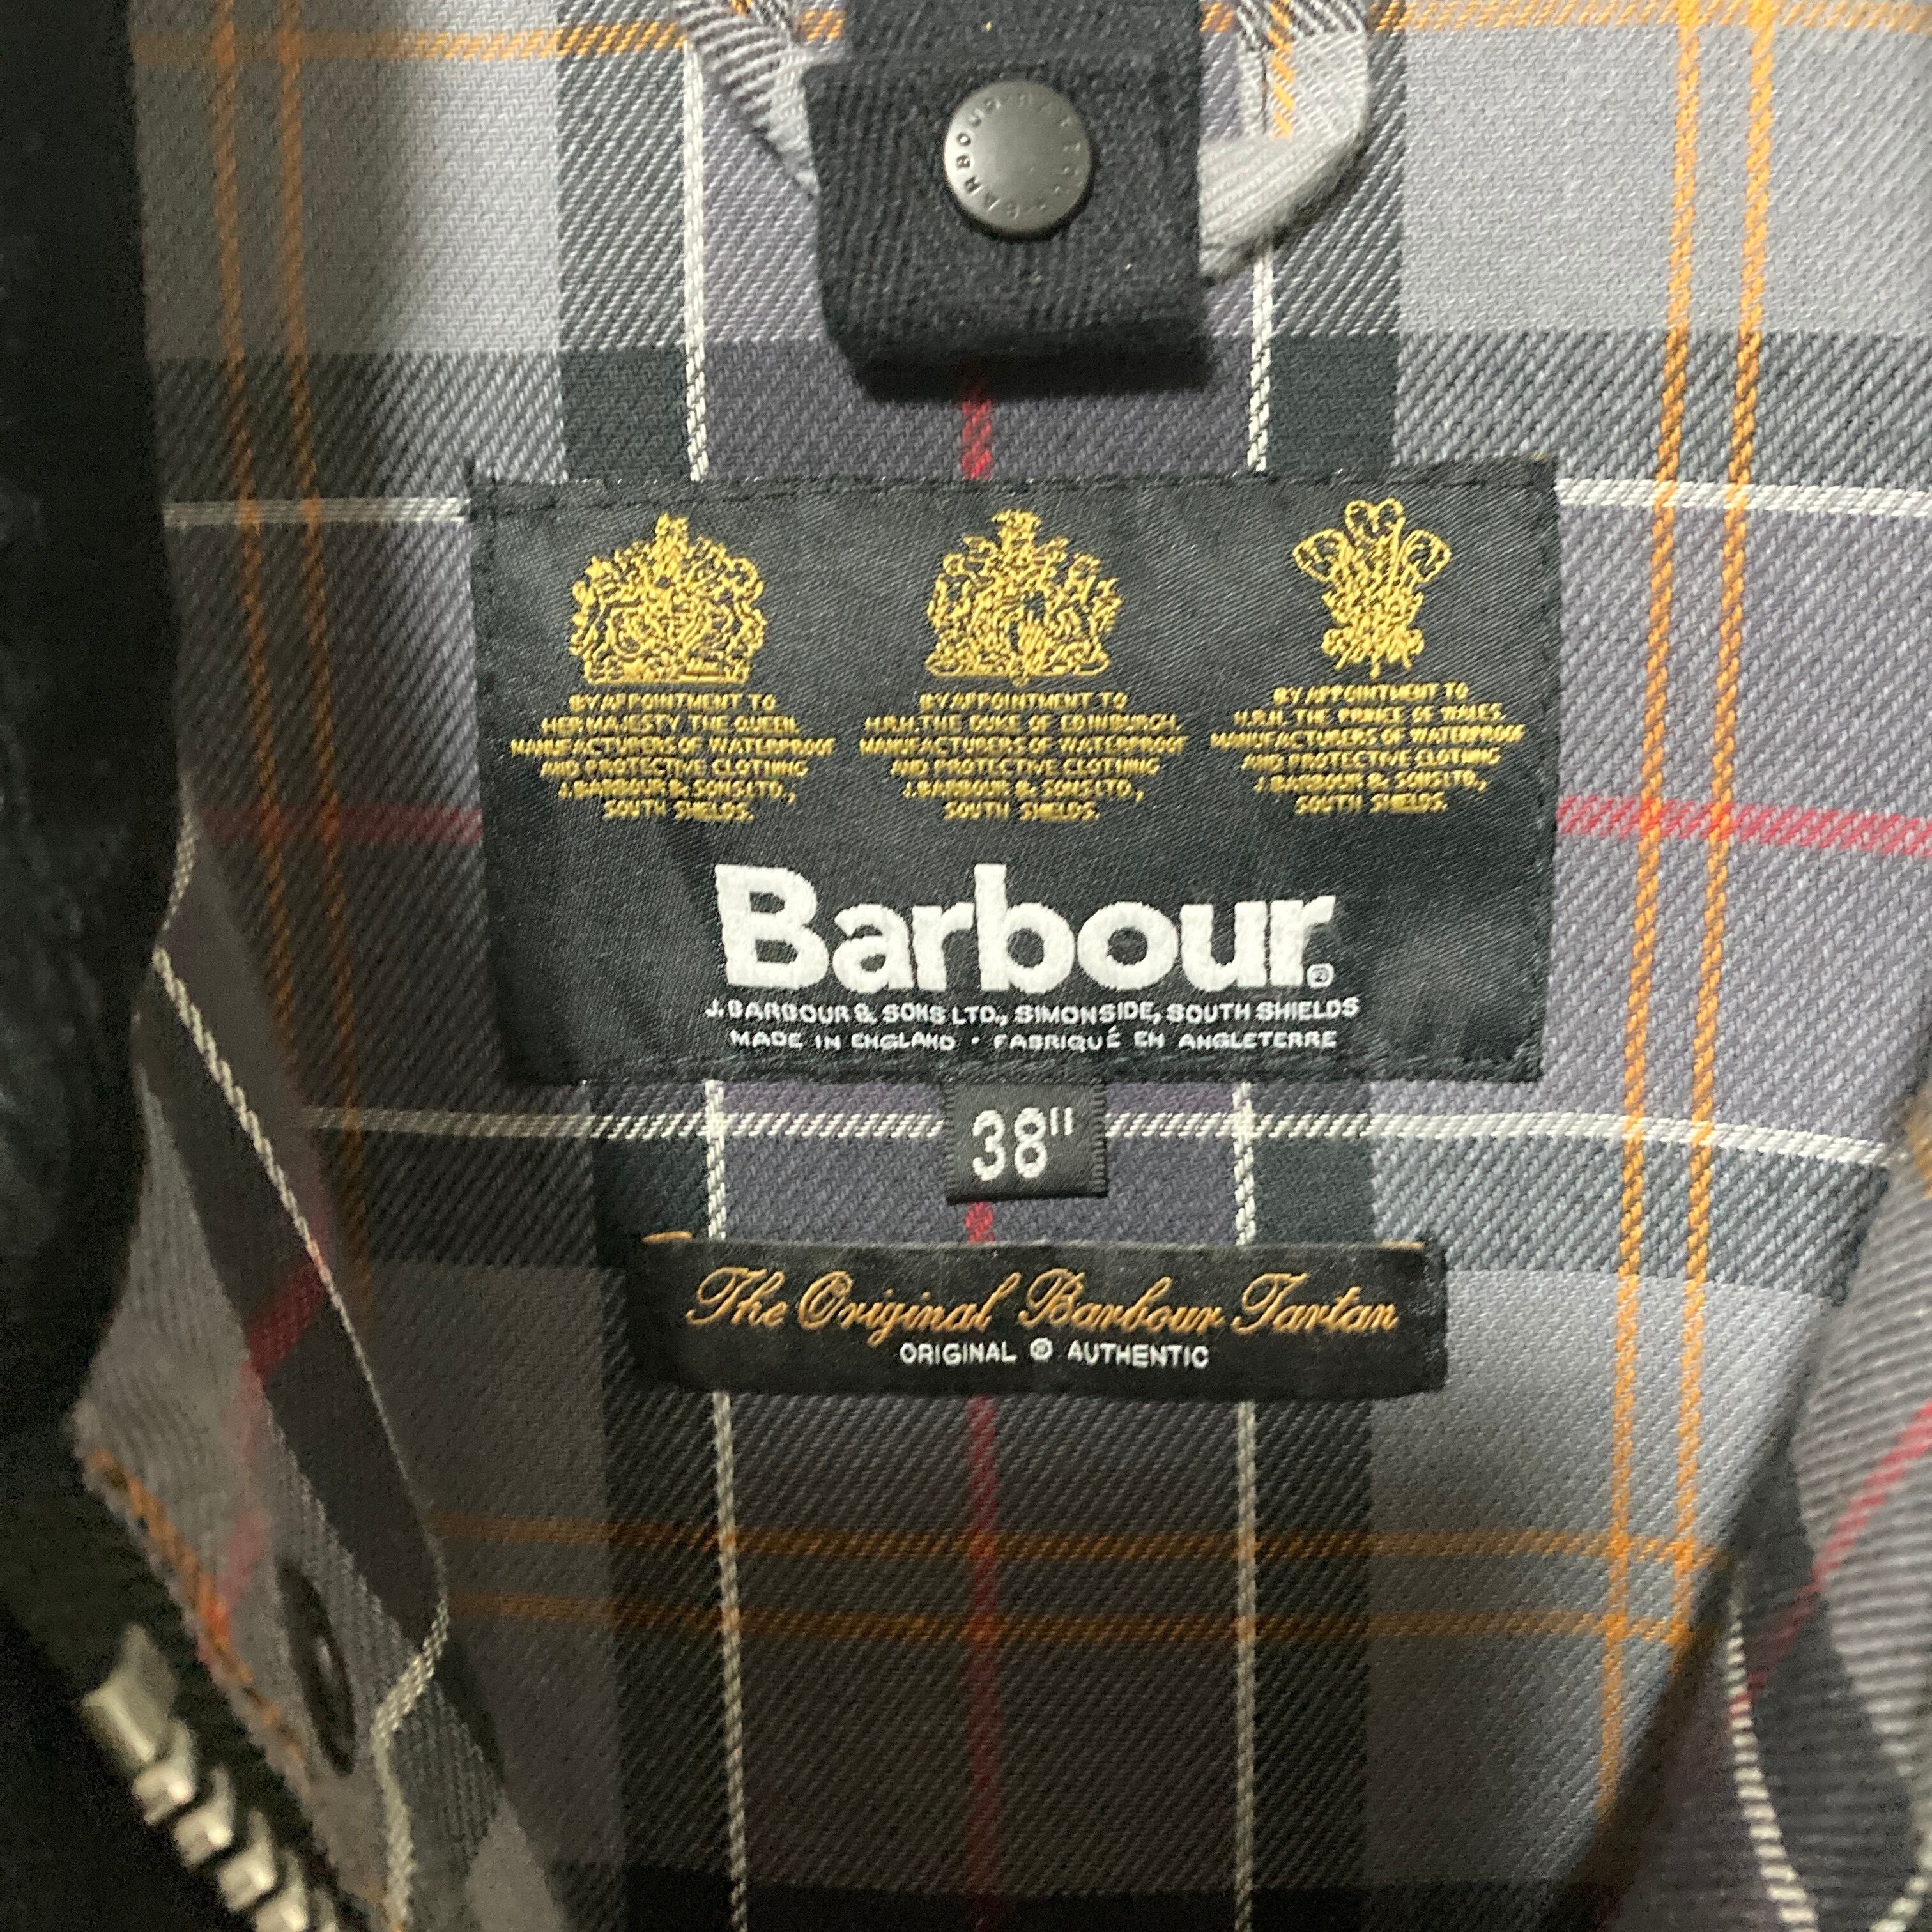 BARBOUR·BARBOUR·
BY APPOINTMENT TO
HER MAJESTY THE QUEEN,
MANUFACTURERS OF WATERPROOF
AND PROTECTIVE CLOTHING
J. BARBOUR & SONS LTD.,
SOUTH SHIELDS.
BY APPOINTMENT TO
H.R.H. THE DUKE OF EDINBURGH,
MANUFACTURERS OF WATERPROOF
AND PROTECTIVE CLOTHING
J. BARBOUR & SONS LTD.,
SOUTH SHIELDS.
BY APPOINTMENT TO
H.R.H. THE PRINCE OF WALES.
MANUFACTURERS OF WATERPROOF
AND PROTECTIVE CLOTHING
J. BARBOUR & SONS LTD.,
SOUTH SHIELDS.
Barbour®
J. BARBOUR & SONS LTD., SIMONSIDE, SOUTH SHIELDS
MADE IN ENGLAND • FABRIQUÉ EN ANGLETERRE
38"
The Original Barbour Tartan
ORIGINAL ® AUTHENTIC